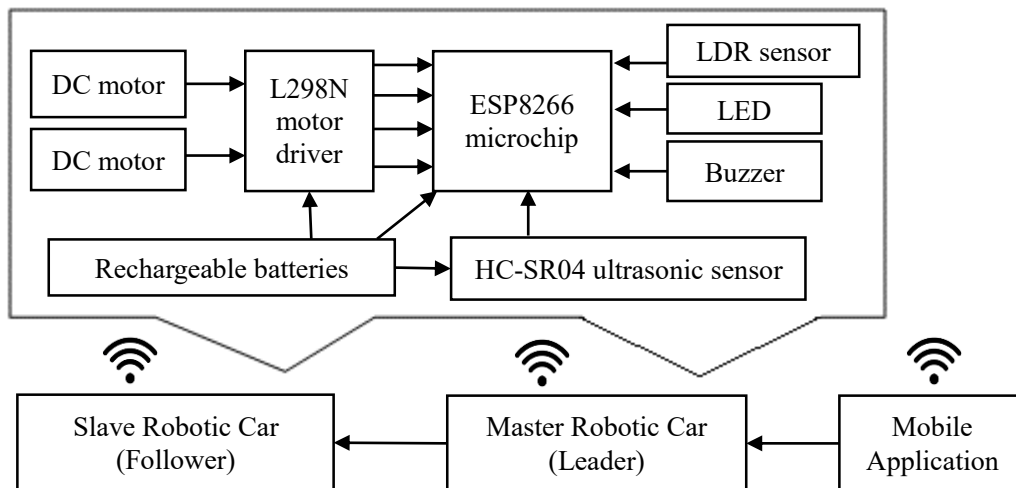 LDR sensor
DC motor
L298N
motor
driver
ESP8266
microchip
LED
DC motor
Buzzer
Rechargeable batteries
HC-SR04 ultrasonic sensor
Slave Robotic Car
(Follower)
Master Robotic Car
(Leader)
Mobile
Application